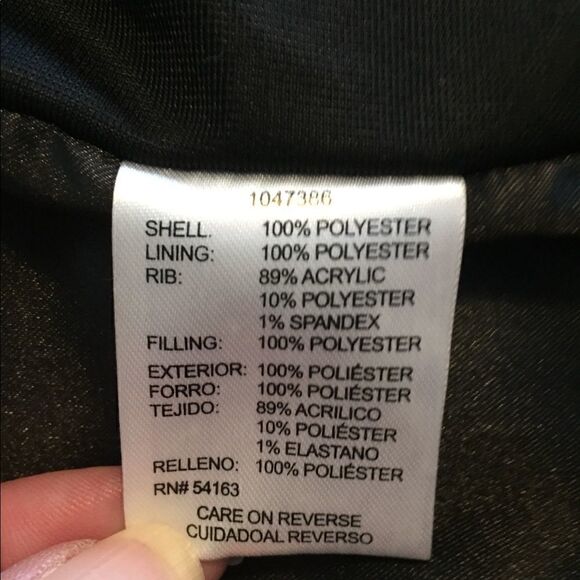 1047386
SHELL: 100% POLYESTER
LINING: 100% POLYESTER
RIB: 89% ACRYLIC
10% POLYESTER
1% SPANDEX
FILLING: 100% POLYESTER
EXTERIOR: 100% POLIÉSTER
FORRO: 100% POLIÉSTER
TEJIDO: 89% ACRILICO
10% POLIÉSTER
1% ELASTANO
RELLENO: 100% POLIÉSTER
RN# 54163
CARE ON REVERSE
CUIDADOAL REVERSO